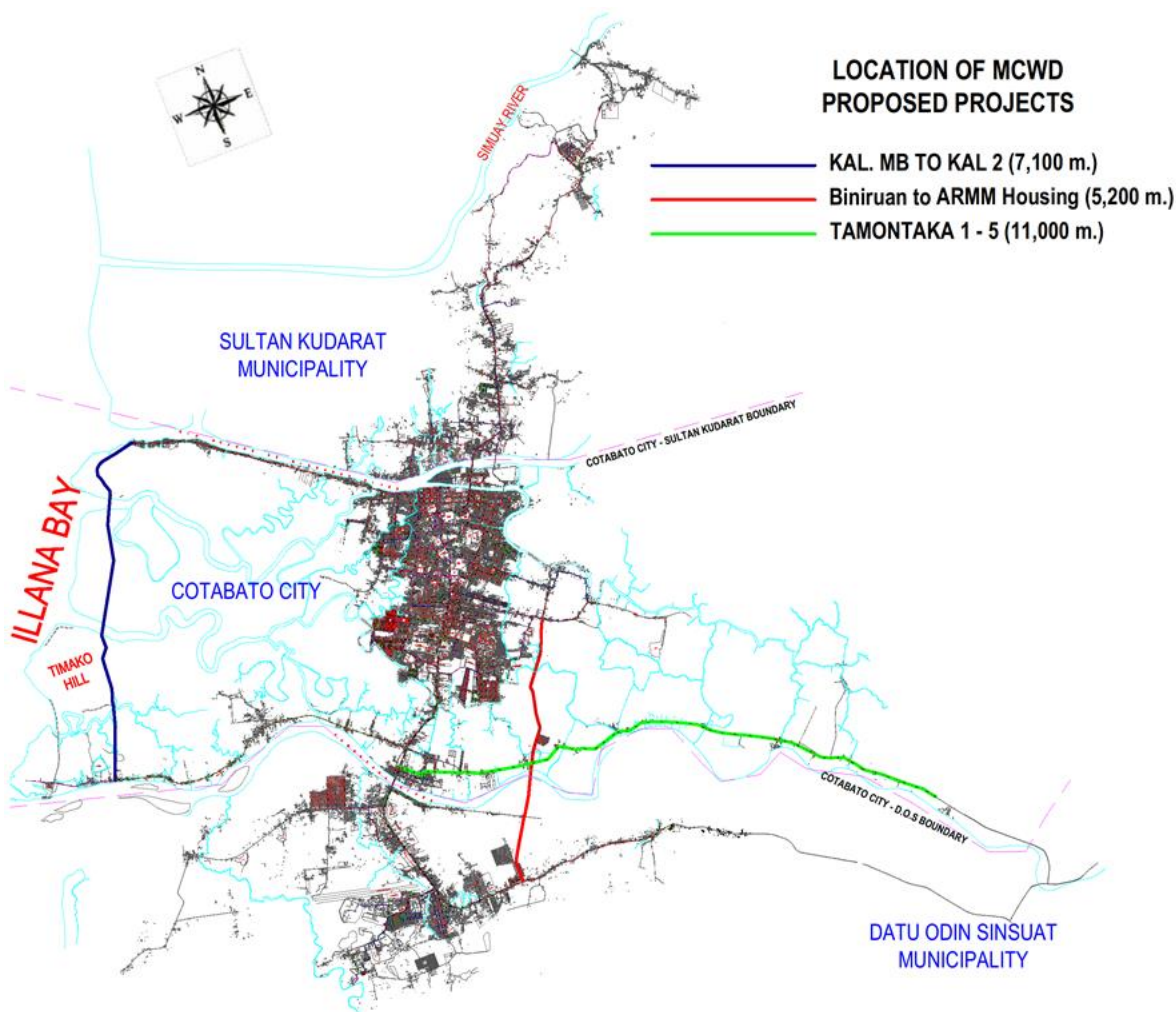 LOCATION OF MCWD
PROPOSED PROJECTS
KAL. MB TO KAL 2 (7,100 m.)
Biniruan to ARMM Housing (5,200 m.)
TAMONTAKA 1 - 5 (11,000 m.)
N
E
W
S
SIMUAY RIVER
SULTAN KUDARAT
MUNICIPALITY
COTABATO CITY - SULTAN KUDARAT BOUNDARY
ILLANA BAY
COTABATO CITY
TIMAKO
HILL
COTABATO CITY - D.O.S BOUNDARY
DATU ODIN SINSUAT
MUNICIPALITY